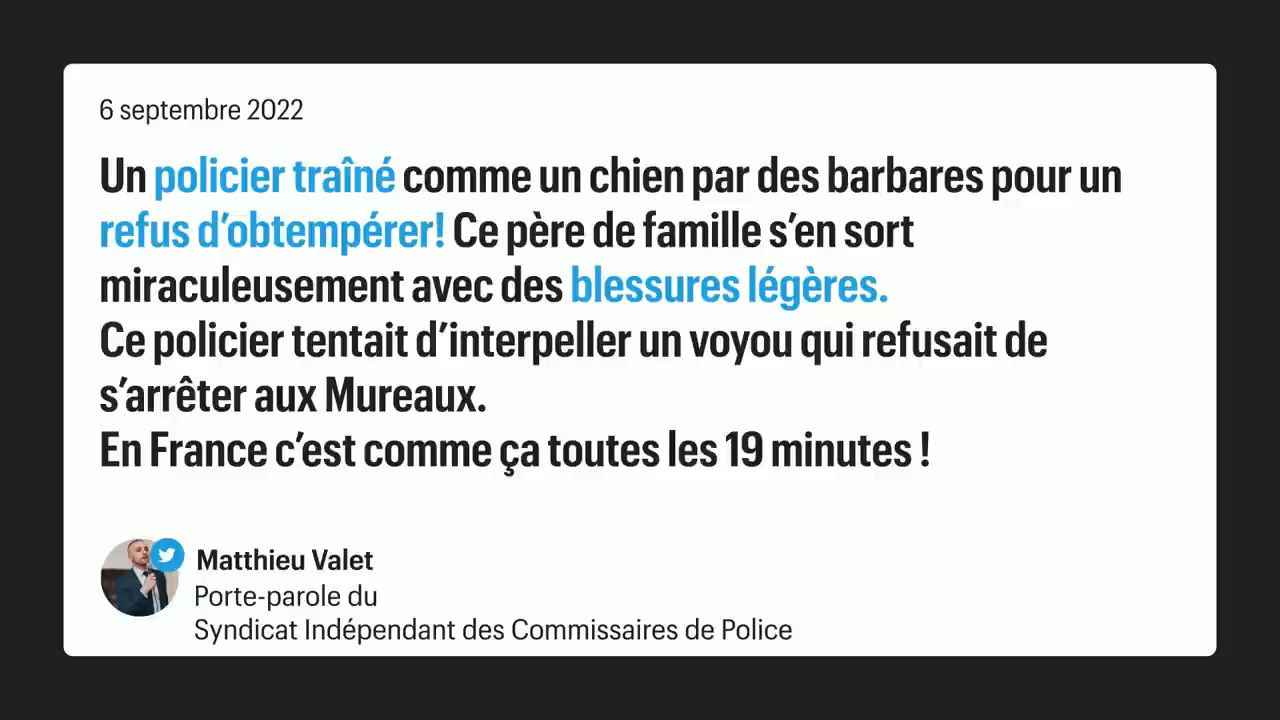 6 septembre 2022
Un policier traîné comme un chien par des barbares pour un
refus d’obtempérer! Ce père de famille s’en sort
miraculeusement avec des blessures légères.
Ce policier tentait d’interpeller un voyou qui refusait de
s’arrêter aux Mureaux.
En France c’est comme ça toutes les 19 minutes !
Matthieu Valet
Porte-parole du
Syndicat Indépendant des Commissaires de Police